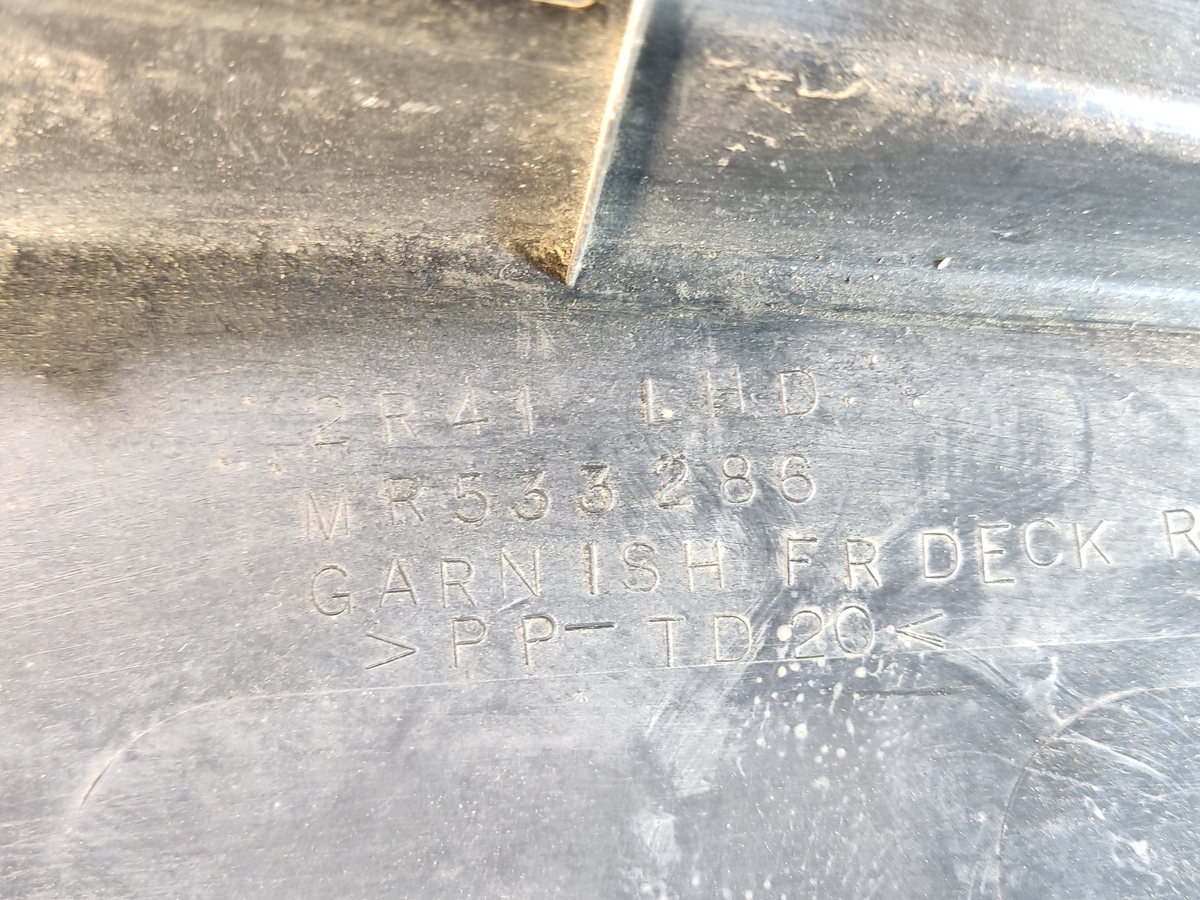 2R41 LHD
MR533286
GARNISH FR DECK R
>PP-TD20<